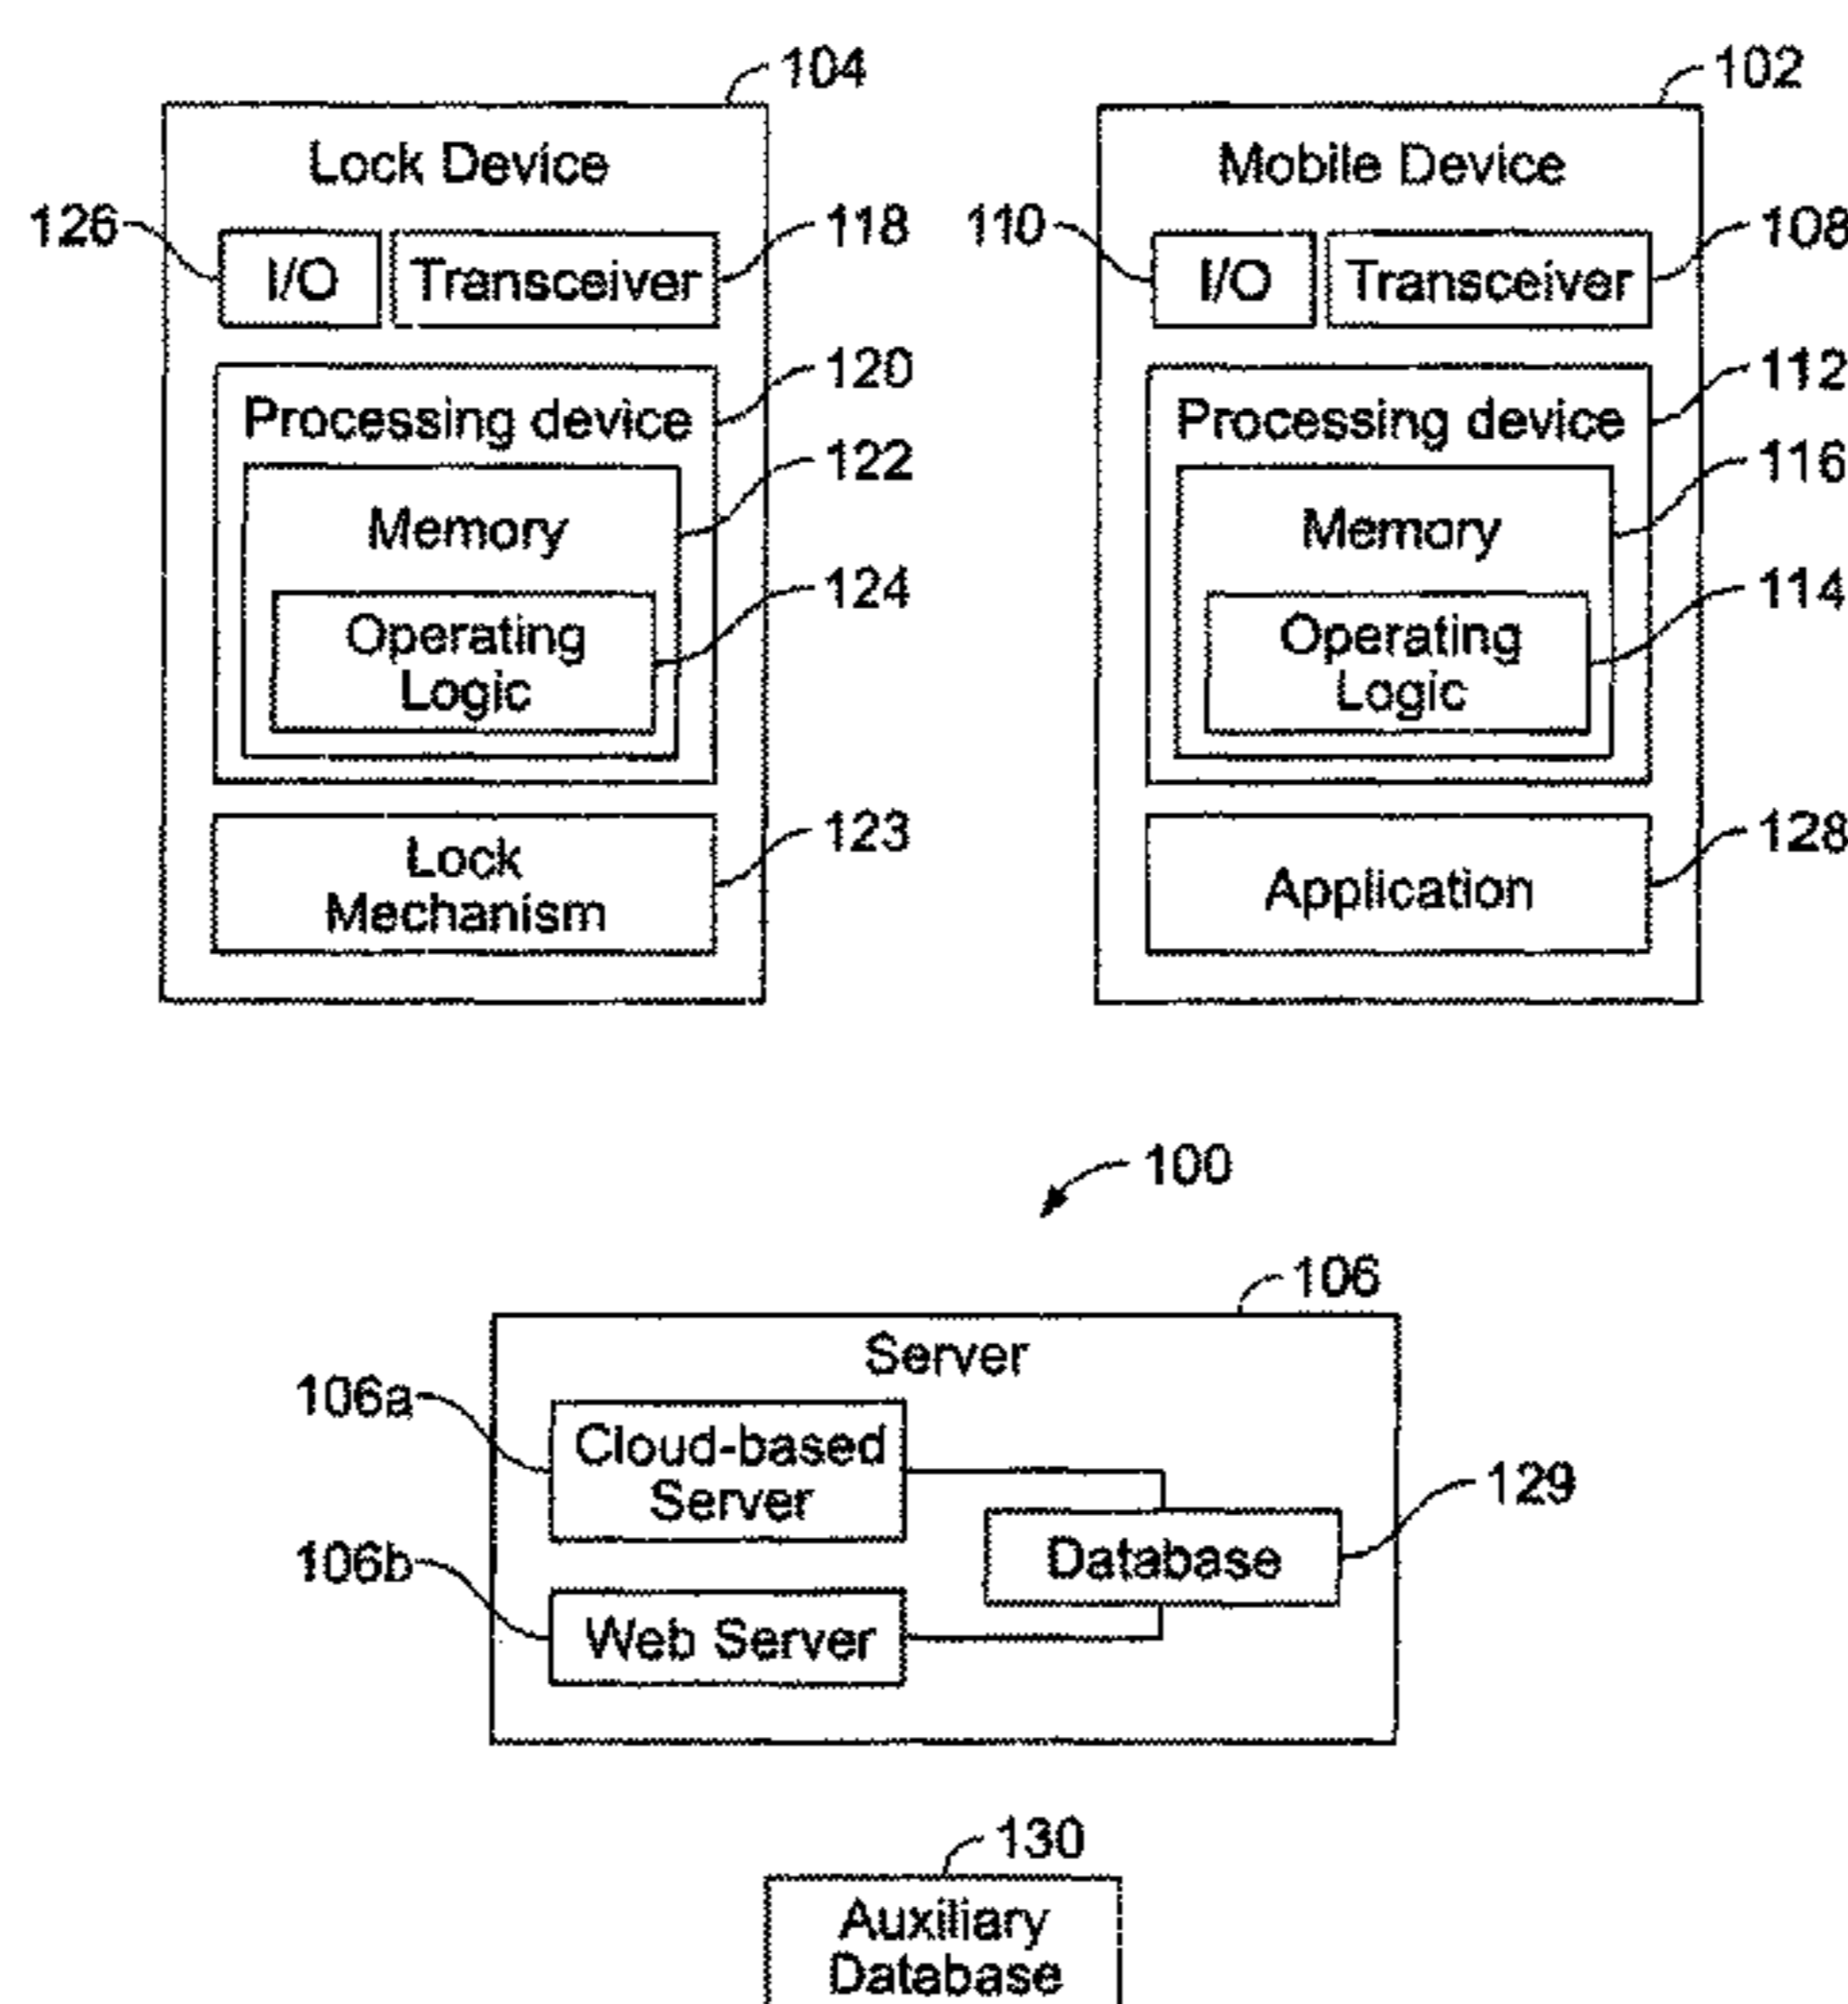 104
Lock Device
126
I/O
Transceiver
118
Processing device
120
Memory
122
Operating
Logic
124
Lock
Mechanism
123
102
Mobile Device
110
I/O
Transceiver
108
Processing device
112
Memory
116
Operating
Logic
114
Application
128
100
106
Server
106a
Cloud-based
Server
106b
Web Server
Database
129
130
Auxiliary
Database